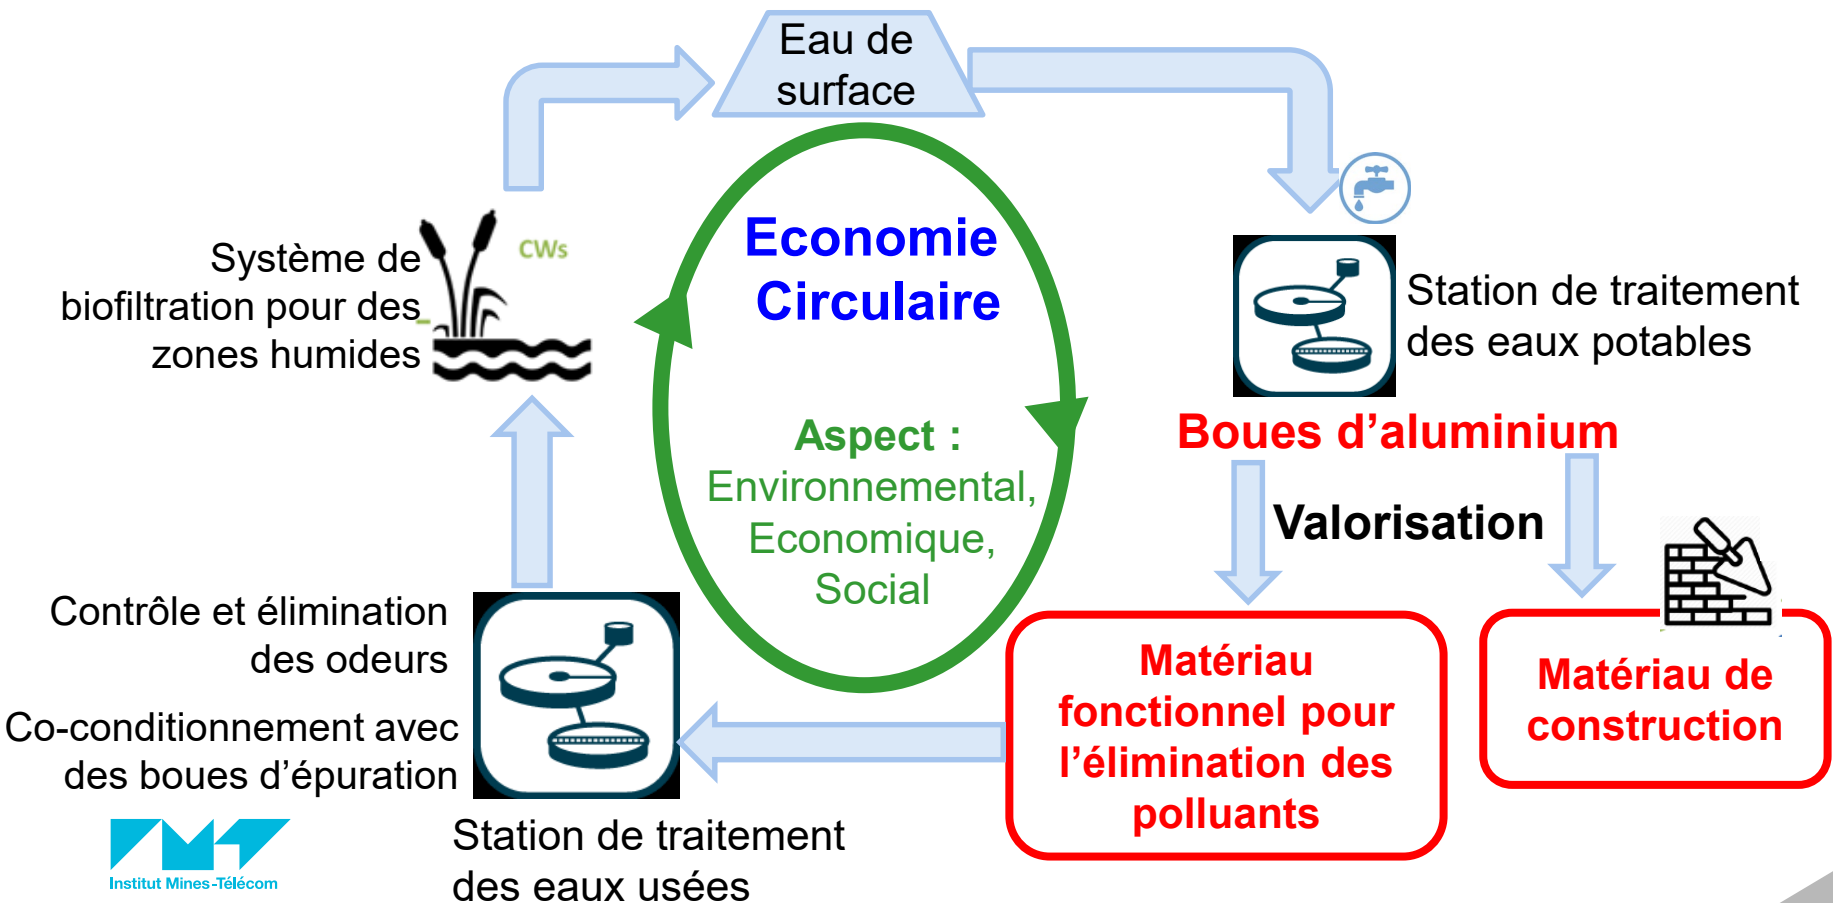 Eau de
surface
Economie
Circulaire
Aspect :
Environnemental,
Economique,
Social
Système de
biofiltration pour des
zones humides
CWs
Station de traitement
des eaux potables
Boues d’aluminium
Valorisation
Matériau
fonctionnel pour
l’élimination des
polluants
Matériau de
construction
Contrôle et élimination
des odeurs
Co-conditionnement avec
des boues d’épuration
Station de traitement
des eaux usées
Institut Mines-Télécom